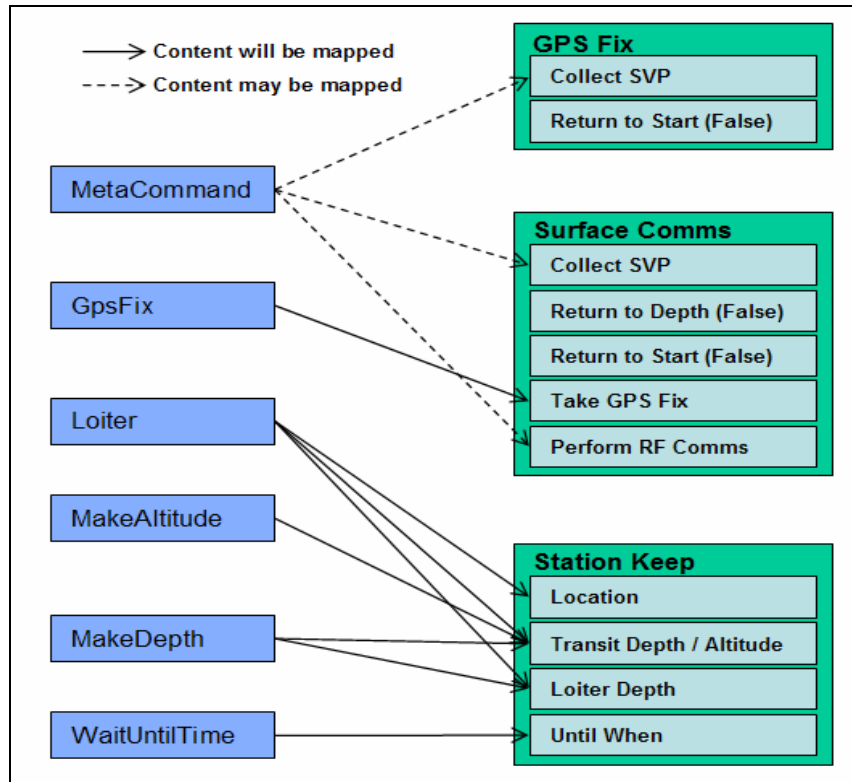 Content will be mapped
Content may be mapped
MetaCommand
GpsFix
Loiter
MakeAltitude
MakeDepth
WaitUntilTime
GPS Fix
Collect SVP
Return to Start (False)
Surface Comms
Collect SVP
Return to Depth (False)
Return to Start (False)
Take GPS Fix
Perform RF Comms
Station Keep
Location
Transit Depth / Altitude
Loiter Depth
Until When